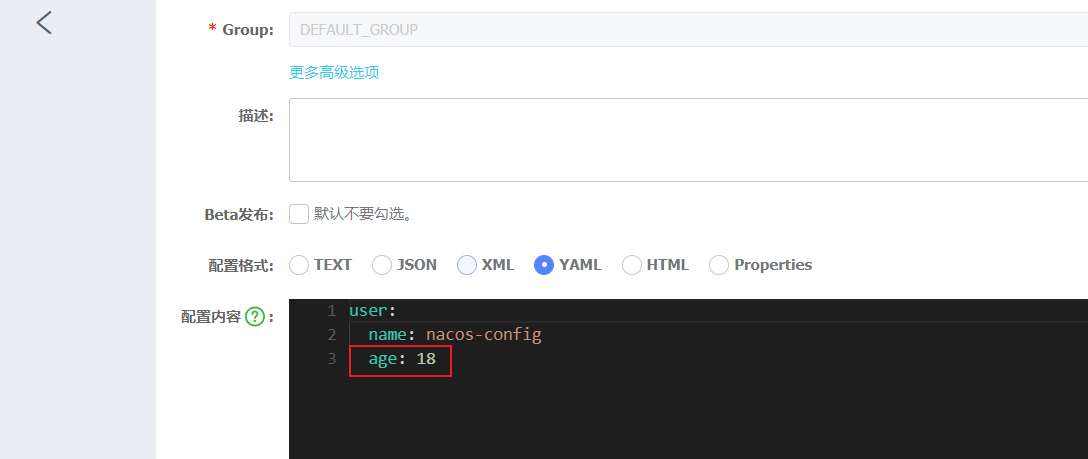 * Group: DEFAULT_GROUP
更多高级选项
描述:
Beta发布: 默认不要勾选。
配置格式: TEXT JSON XML YAML HTML Properties
配置内容 ? : 1 user:
2 name: nacos-config
3 age: 18